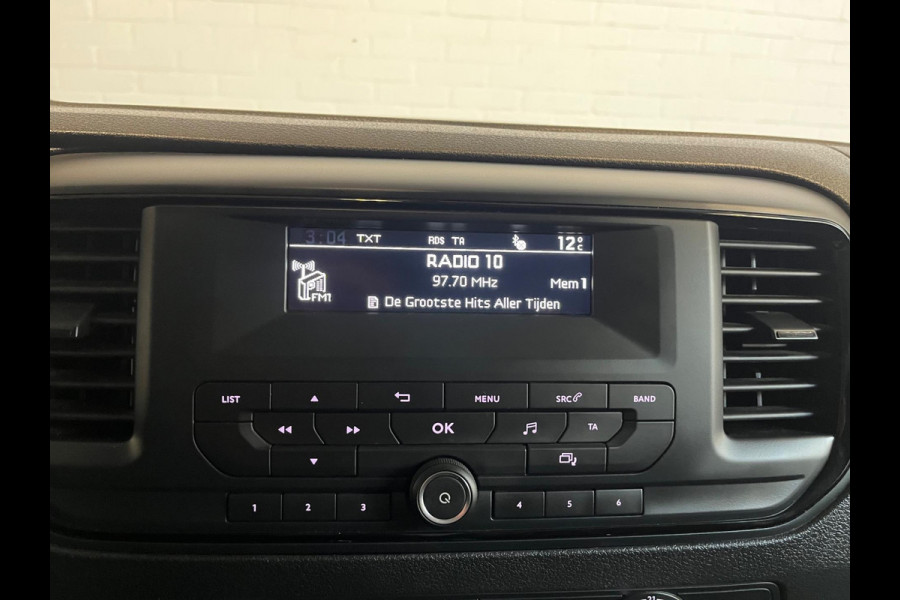 3:04 TXT RDS TA 12°C
RADIO 10
97.70 MHz Mem 1
FM1
De Grootste Hits Aller Tijden
LIST MENU SRC BAND
OK TA
1 2 3 4 5 6
21